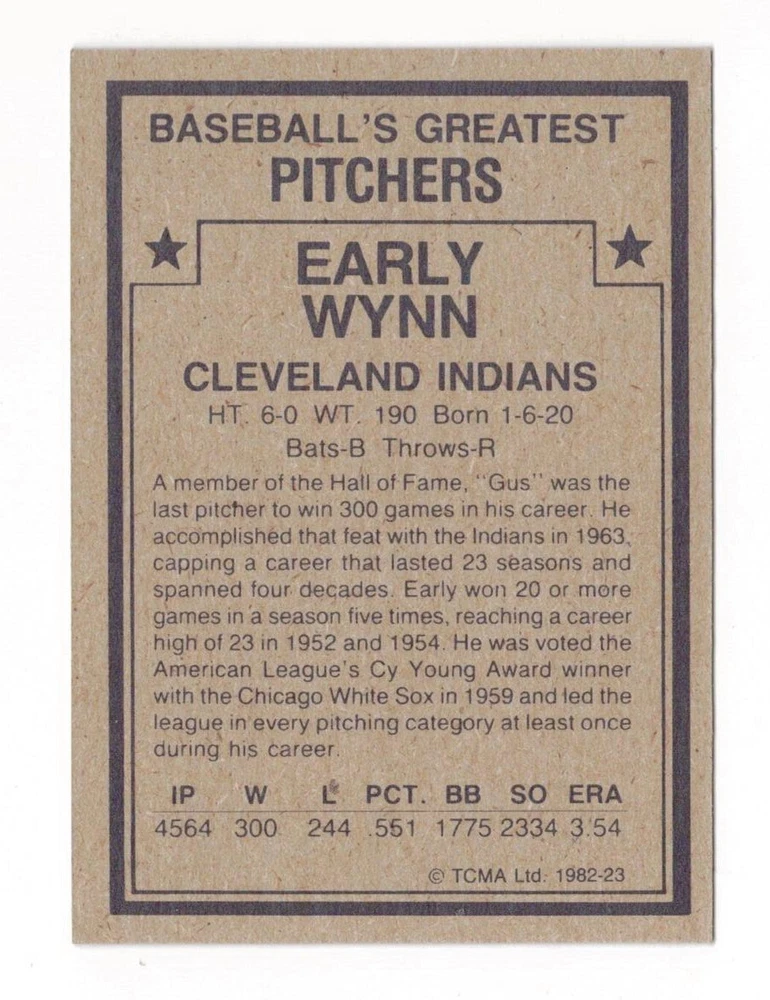 BASEBALL'S GREATEST
PITCHERS
EARLY
WYNN
CLEVELAND INDIANS
HT. 6-0 WT. 190 Born 1-6-20
Bats-B Throws-R
A member of the Hall of Fame, "Gus" was the
last pitcher to win 300 games in his career. He
accomplished that feat with the Indians in 1963,
capping a career that lasted 23 seasons and
spanned four decades. Early won 20 or more
games in a season five times, reaching a career
high of 23 in 1952 and 1954. He was voted the
American League's Cy Young Award winner
with the Chicago White Sox in 1959 and led the
league in every pitching category at least once
during his career.
IP W L PCT. BB SO ERA
4564 300 244 .551 1775 2334 3.54
© TCMA Ltd. 1982-23